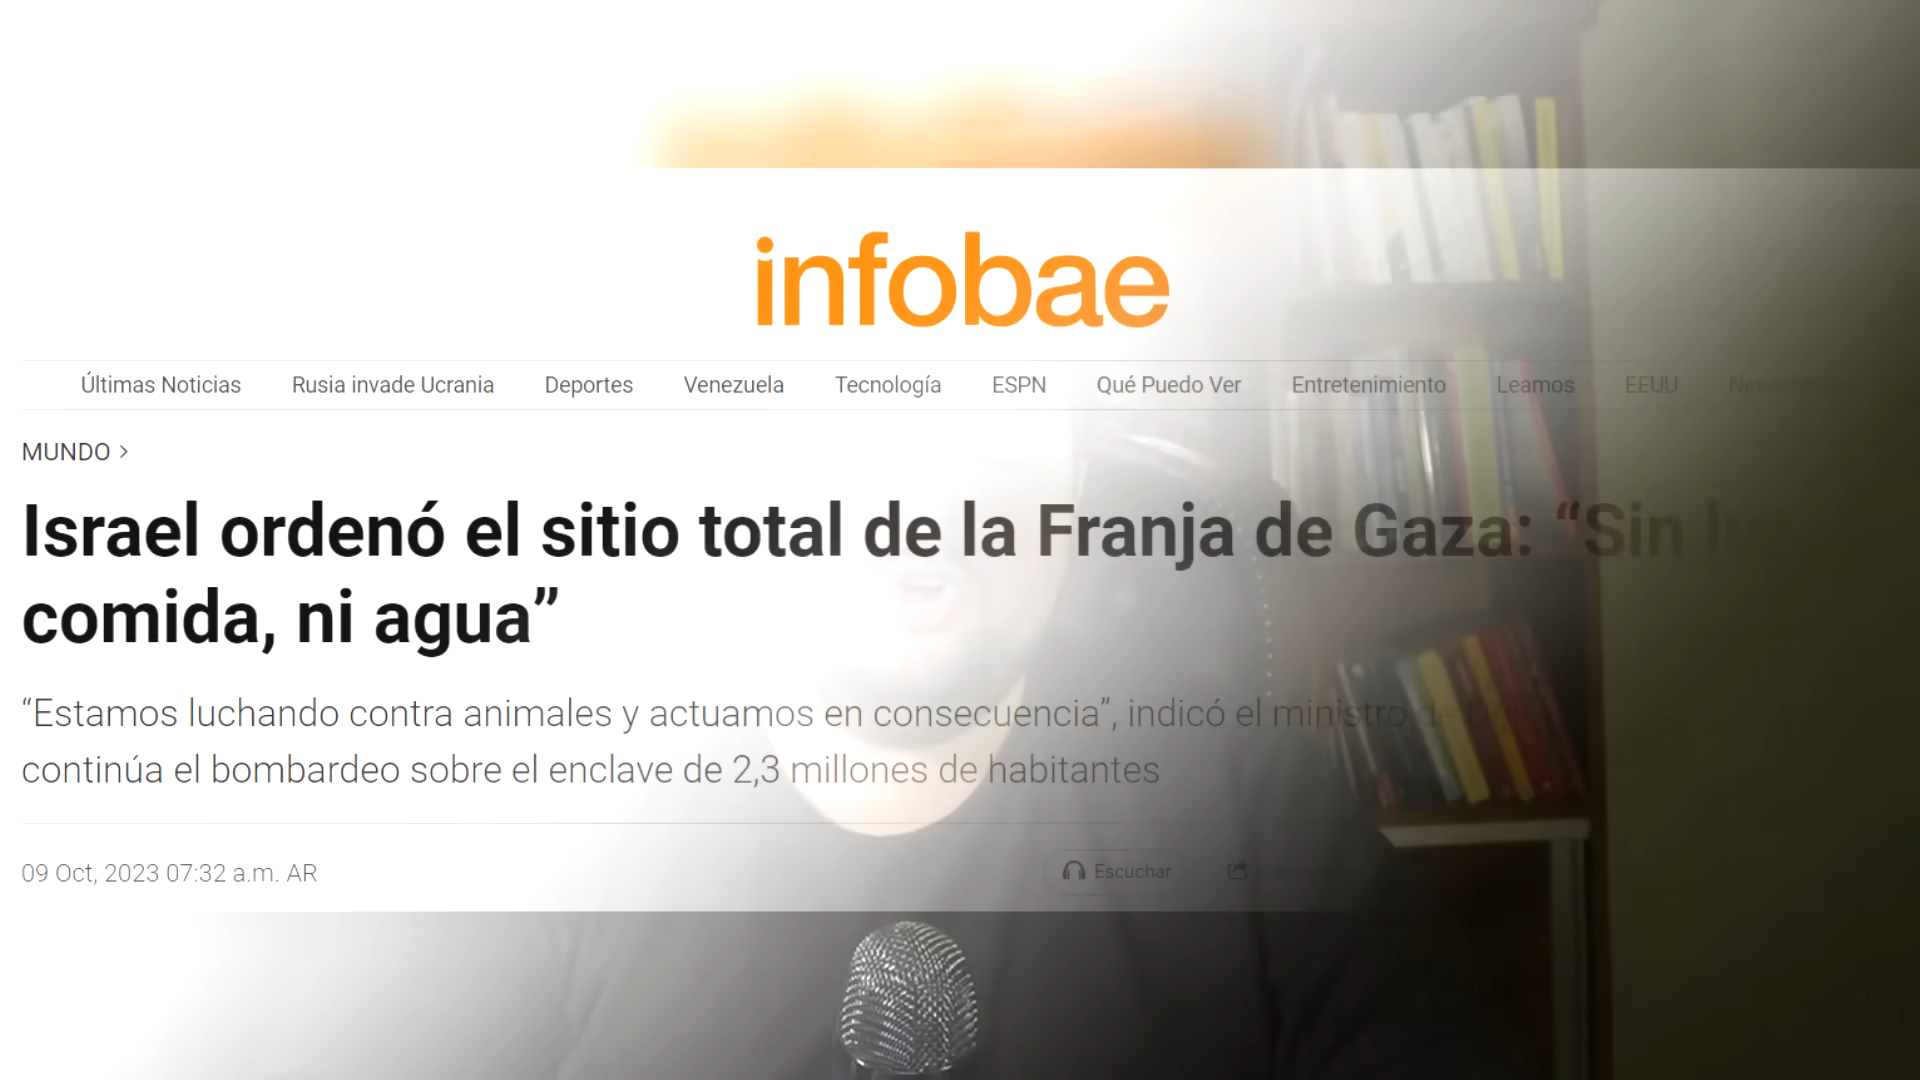 infobae
Últimas Noticias Rusia invade Ucrania Deportes Venezuela Tecnología ESPN Qué Puedo Ver Entretenimiento Leamos EEUU
MUNDO >
Israel ordenó el sitio total de la Franja de Gaza: “Sin
comida, ni agua”
“Estamos luchando contra animales y actuamos en consecuencia”, indicó el ministro de
continúa el bombardeo sobre el enclave de 2,3 millones de habitantes
09 Oct, 2023 07:32 a.m. AR
Escuchar